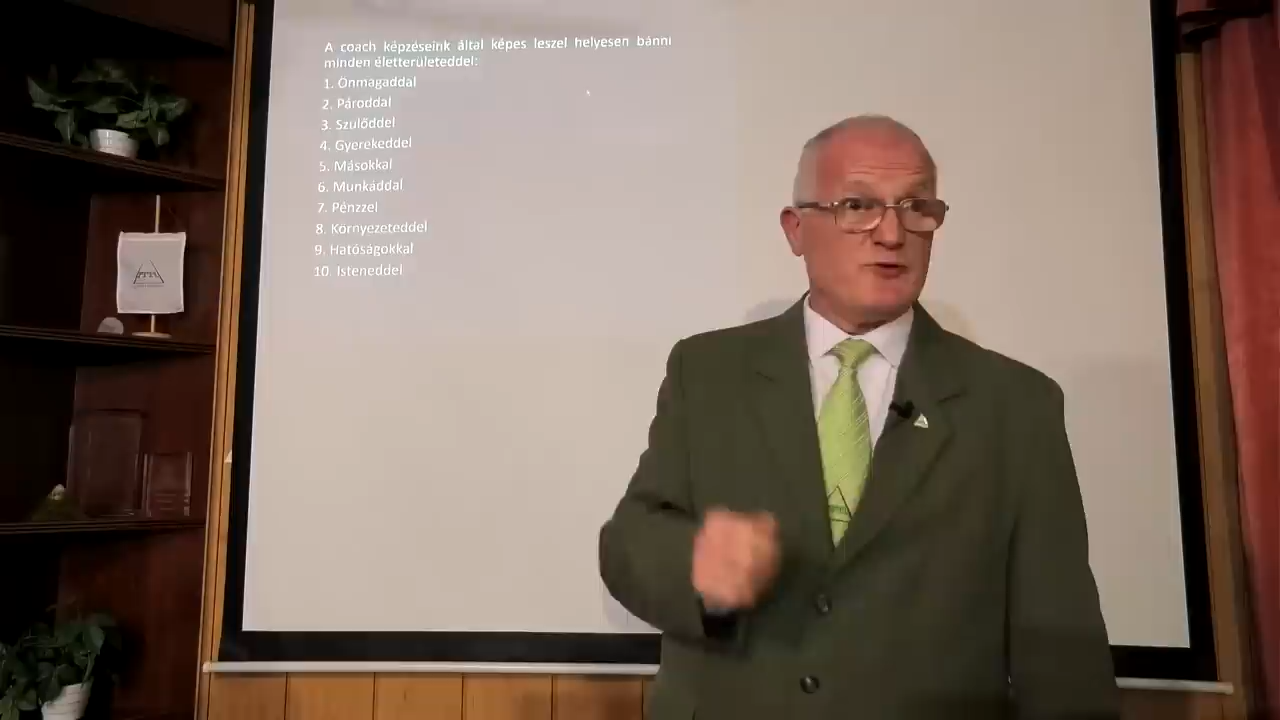 A coach képzéseink által képes leszel helyesen bánni
minden életterületeddel:
1. Önmagaddal
2. Pároddal
3. Szülőddel
4. Gyerekeddel
5. Másokkal
6. Munkáddal
7. Pénzzel
8. Környezeteddel
9. Hatóságokkal
10. Isteneddel